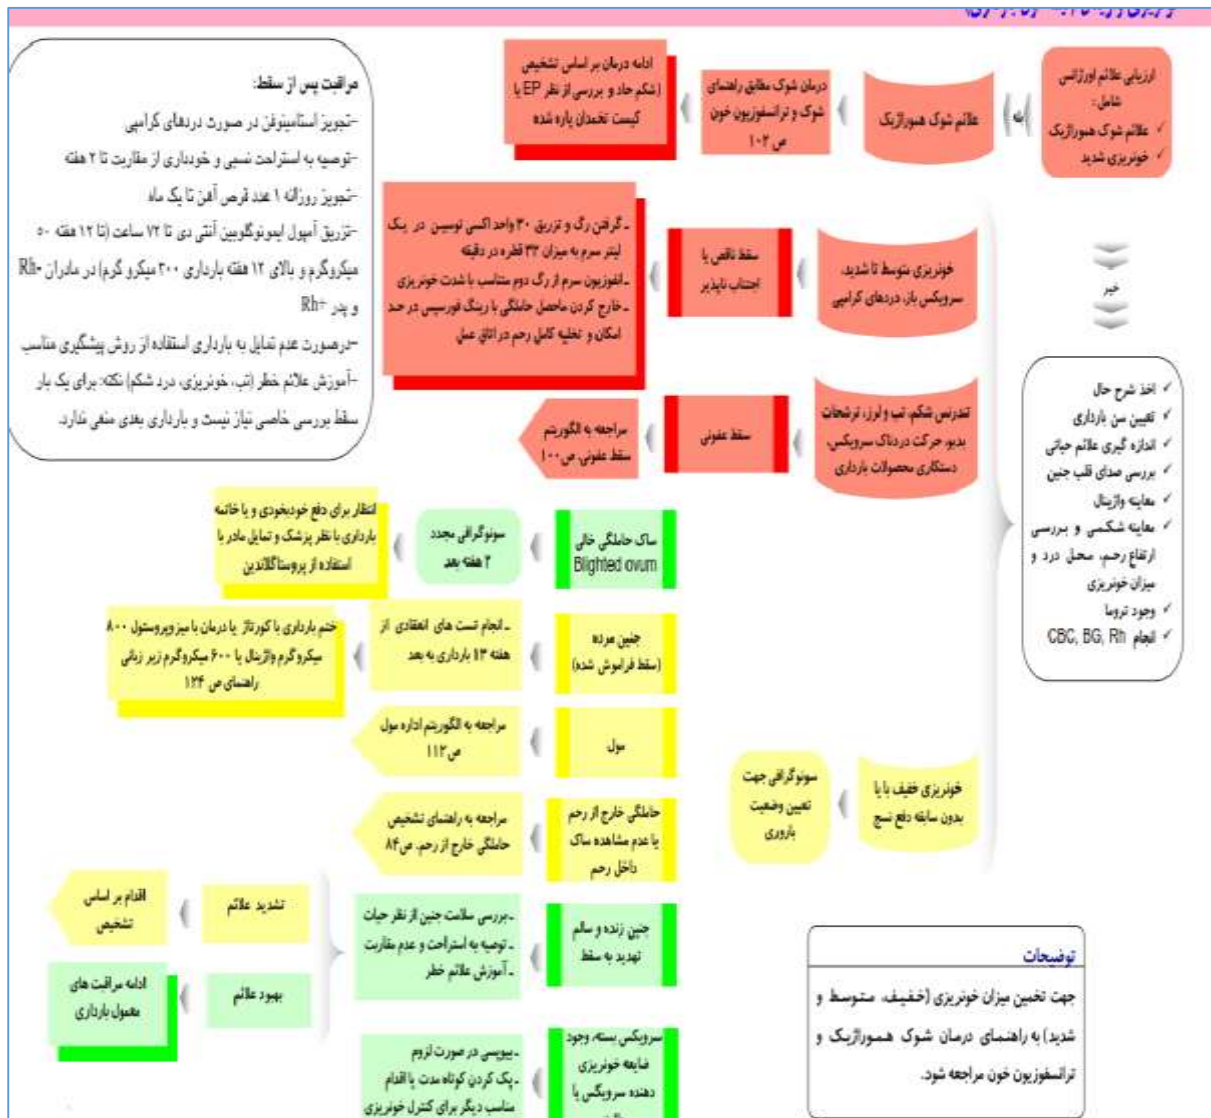 ارزیابی علائم اورژانس
شامل:
✓ علائم شوک هموراژیک
✓ خونریزی شدید
بله
علائم شوک هموراژیک
درمان شوک مطابق راهنمای
شوک و ترانسفوزیون خون
ص ۱۰۲
ادامه درمان بر اساس تشخیص
(شکم حاد و بررسی از نظر EP یا
کیست تخمدان پاره شده
مراقبت پس از سقط:
-تجویز استامینوفن در صورت دردهای کرامپی
-توصیه به استراحت نسبی و خودداری از مقاربت تا ۲ هفته
-تجویز روزانه ۱ عدد قرص آهن تا یک ماه
-تزریق آمپول ایمونوگلوبین آنتی دی تا ۷۲ ساعت (تا ۱۲ هفته ۵۰
میکروگرم و بالای ۱۲ هفته بارداری ۳۰۰ میکرو گرم) در مادران Rh-
و پدر Rh+
-درصورت عدم تمایل به بارداری استفاده از روش پیشگیری مناسب
-آموزش علائم خطر (تب، خونریزی، درد شکم) نکته: برای یک بار
سقط بررسی خاصی نیاز نیست و بارداری بعدی منعی ندارد.
خیر
✓ اخذ شرح حال
✓ تعیین سن بارداری
✓ اندازه گیری علائم حیاتی
✓ بررسی صدای قلب جنین
✓ معاینه واژینال
✓ معاینه شکمی و بررسی
ارتفاع رحم، محل درد و
میزان خونریزی
✓ وجود تروما
✓ انجام CBC, BG, Rh
خونریزی متوسط تا شدید،
سرویکس باز، دردهای کرامپی
سقط ناقص یا
اجتناب ناپذیر
ـ گرفتن رگ و تزریق ۳۰ واحد اکسی توسین در یک
لیتر سرم به میزان ۳۳ قطره در دقیقه
ـ انفوزیون سرم از رگ دوم متناسب با شدت خونریزی
ـ خارج کردن ماحصل حاملگی با رینگ فورسپس در حد
امکان و تخلیه کامل رحم در اتاق عمل
تندرنس شکم، تب و لرز، ترشحات
بدبو، حرکت دردناک سرویکس،
دستکاری محصولات بارداری
سقط عفونی
مراجعه به الگوریتم
سقط عفونی، ص۱۰۰
خونریزی خفیف با یا
بدون سابقه دفع نسج
سونوگرافی جهت
تعیین وضعیت
باروری
ساک حاملگی خالی
Blighted ovum
سونوگرافی مجدد
۲ هفته بعد
انتظار برای دفع خودبخودی و یا خاتمه
بارداری با نظر پزشک و تمایل مادر با
استفاده از پروستاگلاندین
جنین مرده
(سقط فراموش شده)
ـ انجام تست های انعقادی از
هفته ۱۳ بارداری به بعد
ختم بارداری با کورتاژ یا درمان با میزوپروستول ۸۰۰
میکروگرم واژینال یا ۶۰۰ میکروگرم زیر زبانی
راهنمای ص ۱۲۴
مول
مراجعه به الگوریتم اداره مول
ص۱۱۲
حاملگی خارج از رحم
یا عدم مشاهده ساک
داخل رحم
مراجعه به راهنمای تشخیص
حاملگی خارج از رحم، ص۸۴
جنین زنده و سالم
تهدید به سقط
ـ بررسی سلامت جنین از نظر حیات
ـ توصیه به استراحت و عدم مقاربت
ـ آموزش علائم خطر
تشدید علائم
اقدام بر اساس
تشخیص
بهبود علائم
ادامه مراقبت های
معمول بارداری
سرویکس بسته، وجود
ضایعه خونریزی
دهنده سرویکس یا
ـ بیوپسی در صورت لزوم
ـ پک کردن کوتاه مدت یا اقدام
مناسب دیگر برای کنترل خونریزی
توضیحات
جهت تخمین میزان خونریزی (خفیف، متوسط و
شدید) به راهنمای درمان شوک هموراژیک و
ترانسفوزیون خون مراجعه شود.